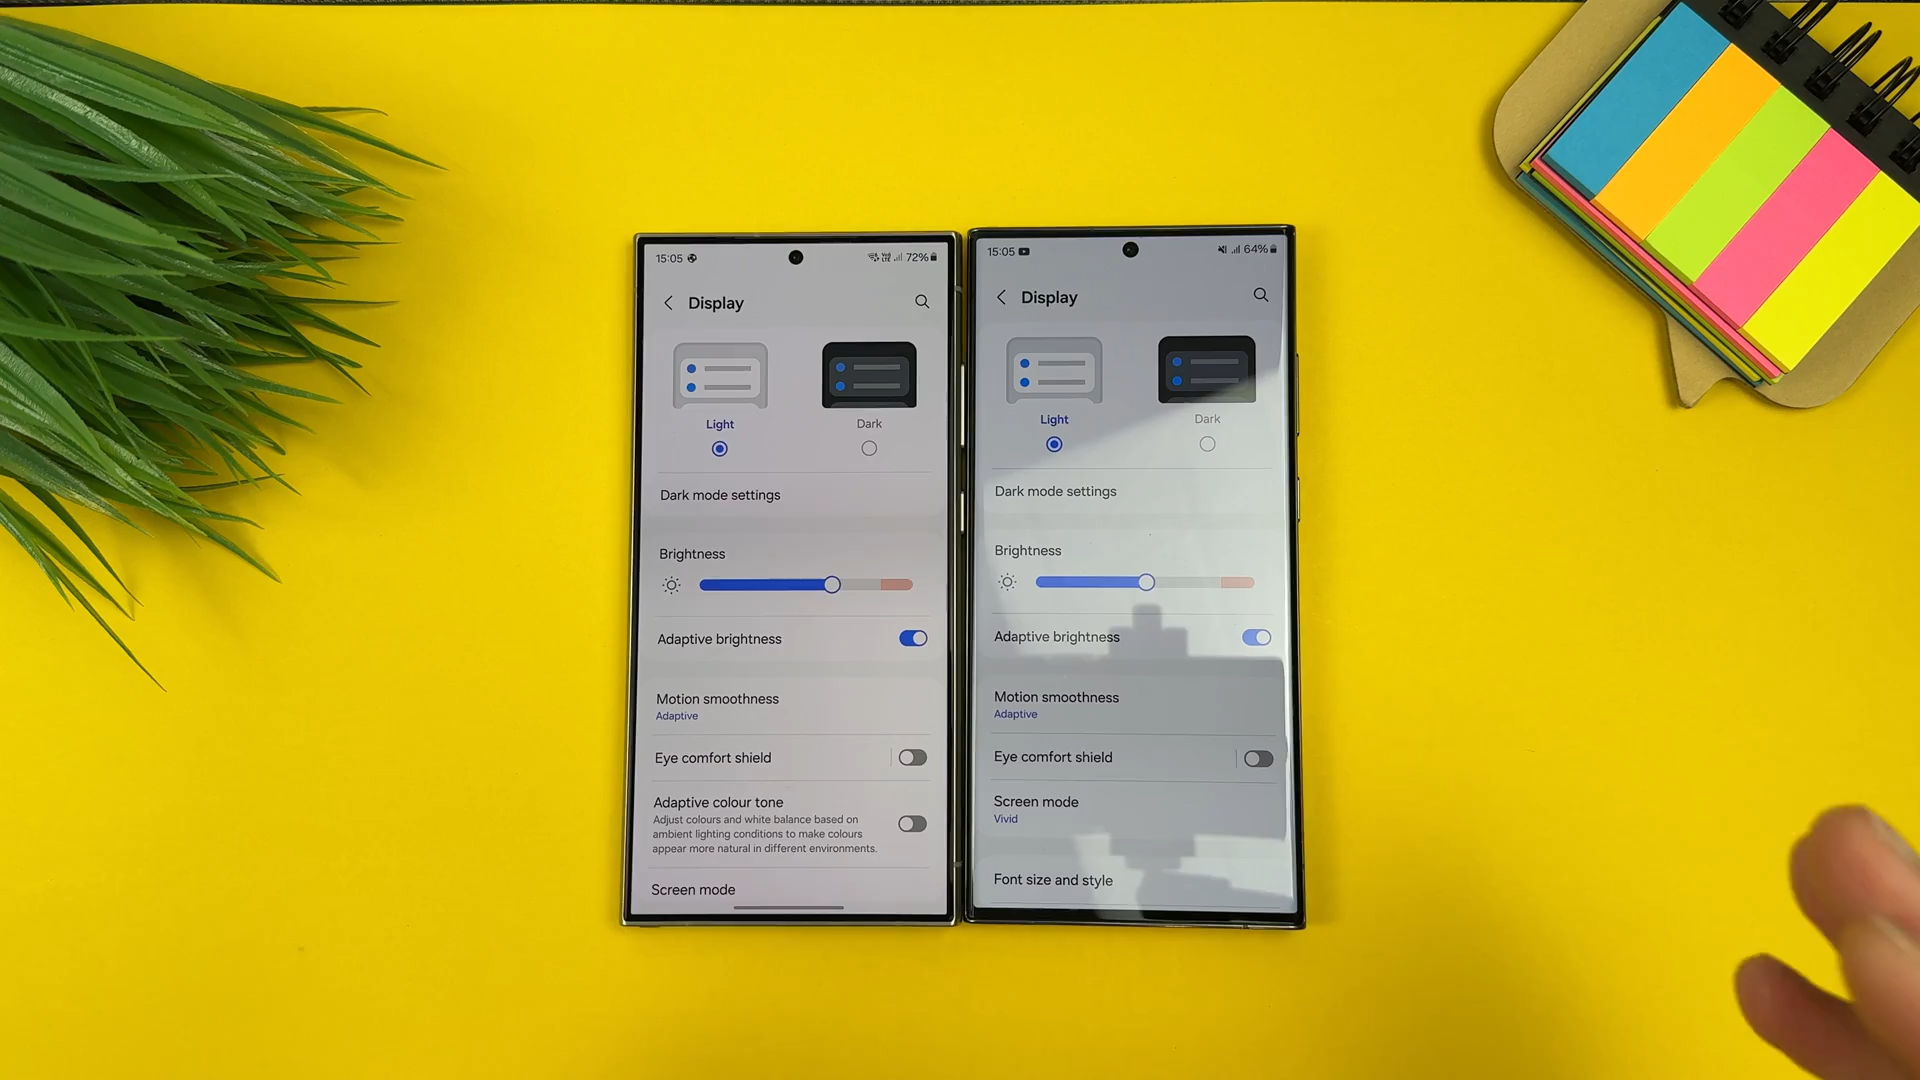 15:05
72%
Display
Light
Dark
Dark mode settings
Brightness
Adaptive brightness
Motion smoothness
Adaptive
Eye comfort shield
Adaptive colour tone
Adjust colours and white balance based on
ambient lighting conditions to make colours
appear more natural in different environments.
Screen mode
15:05
64%
Display
Light
Dark
Dark mode settings
Brightness
Adaptive brightness
Motion smoothness
Adaptive
Eye comfort shield
Screen mode
Vivid
Font size and style